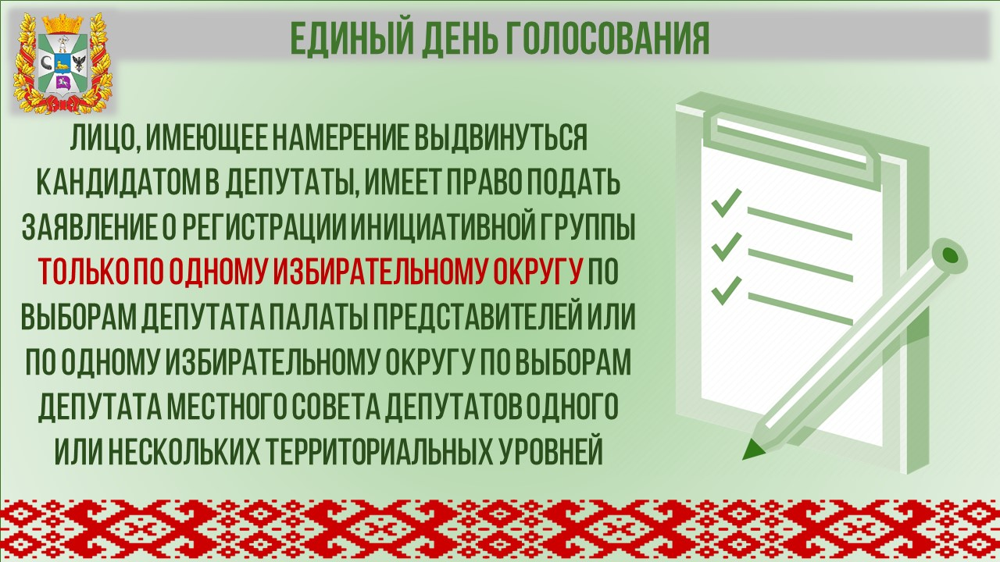 ЕДИНЫЙ ДЕНЬ ГОЛОСОВАНИЯ
ЛИЦО, ИМЕЮЩЕЕ НАМЕРЕНИЕ ВЫДВИНУТЬСЯ
КАНДИДАТОМ В ДЕПУТАТЫ, ИМЕЕТ ПРАВО ПОДАТЬ
ЗАЯВЛЕНИЕ О РЕГИСТРАЦИИ ИНИЦИАТИВНОЙ ГРУППЫ
ТОЛЬКО ПО ОДНОМУ ИЗБИРАТЕЛЬНОМУ ОКРУГУ ПО
ВЫБОРАМ ДЕПУТАТА ПАЛАТЫ ПРЕДСТАВИТЕЛЕЙ ИЛИ
ПО ОДНОМУ ИЗБИРАТЕЛЬНОМУ ОКРУГУ ПО ВЫБОРАМ
ДЕПУТАТА МЕСТНОГО СОВЕТА ДЕПУТАТОВ ОДНОГО
ИЛИ НЕСКОЛЬКИХ ТЕРРИТОРИАЛЬНЫХ УРОВНЕЙ